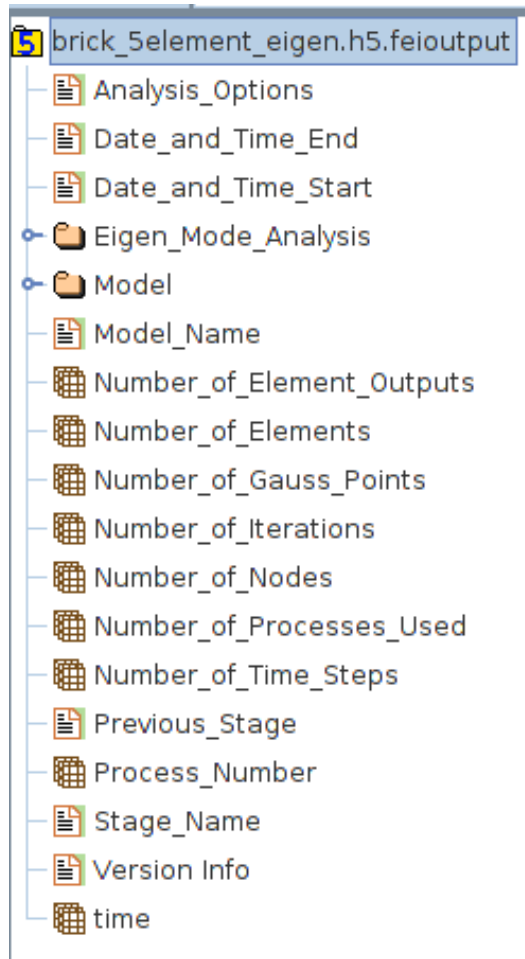 5 brick_5element_eigen.h5.feioutput
Analysis_Options
Date_and_Time_End
Date_and_Time_Start
Eigen_Mode_Analysis
Model
Model_Name
Number_of_Element_Outputs
Number_of_Elements
Number_of_Gauss_Points
Number_of_Iterations
Number_of_Nodes
Number_of_Processes_Used
Number_of_Time_Steps
Previous_Stage
Process_Number
Stage_Name
Version Info
time